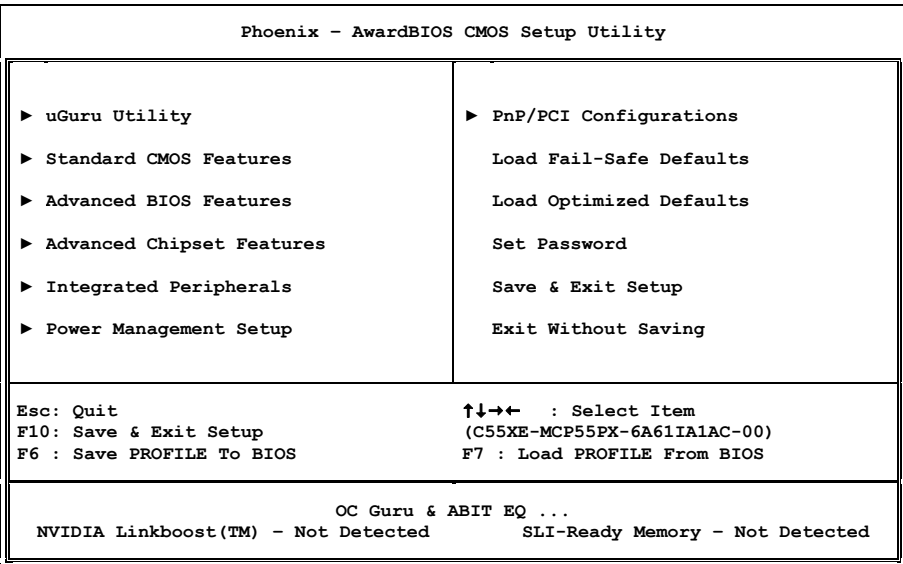 Phoenix – AwardBIOS CMOS Setup Utility
► uGuru Utility
► Standard CMOS Features
► Advanced BIOS Features
► Advanced Chipset Features
► Integrated Peripherals
► Power Management Setup
► PnP/PCI Configurations
Load Fail-Safe Defaults
Load Optimized Defaults
Set Password
Save & Exit Setup
Exit Without Saving
Esc: Quit
F10: Save & Exit Setup
F6 : Save PROFILE To BIOS
↑↓→← : Select Item
(C55XE-MCP55PX-6A61IA1AC-00)
F7 : Load PROFILE From BIOS
OC Guru & ABIT EQ ...
NVIDIA Linkboost(TM) – Not Detected SLI-Ready Memory – Not Detected